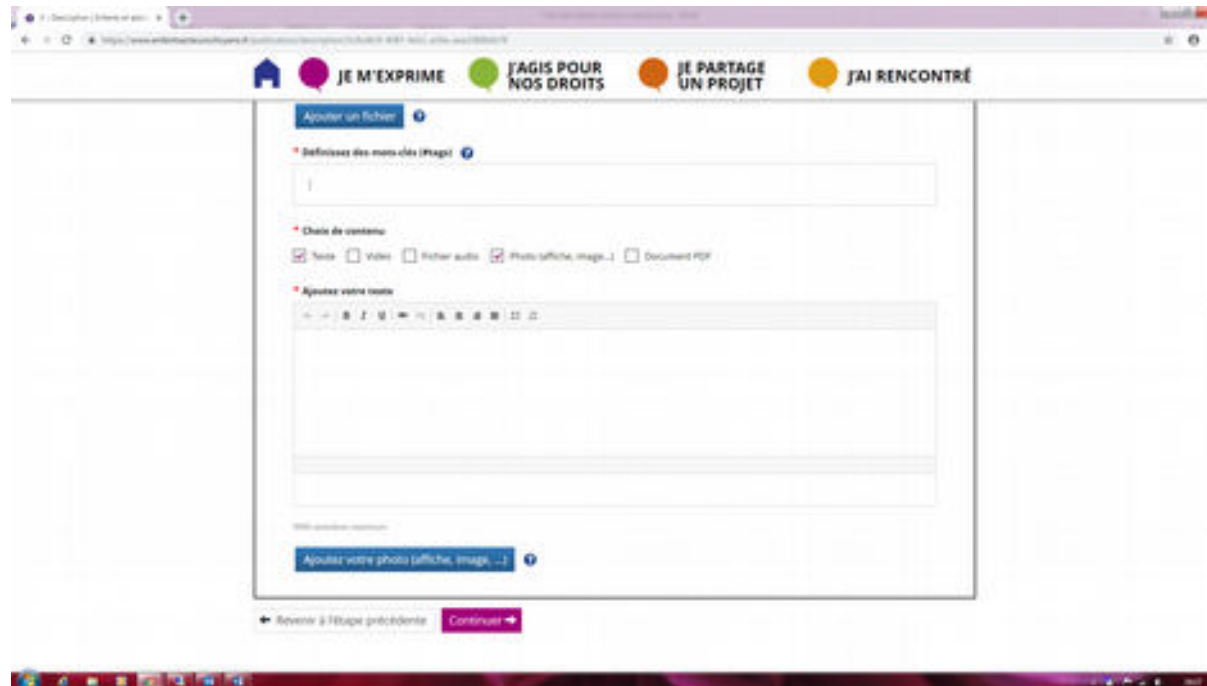 JE M'EXPRIME
J'AGIS POUR
NOS DROITS
JE PARTAGE
UN PROJET
J'AI RENCONTRÉ
Ajouter un fichier
* Définissez des mots-clés (#tags)
* Choix de contenu
Texte Vidéo Fichier audio Photo (affiche, image...) Document PDF
* Ajoutez votre texte
B I U
Ajoutez votre photo (affiche, image, ...)
Revenir à l'étape précédente Continuer